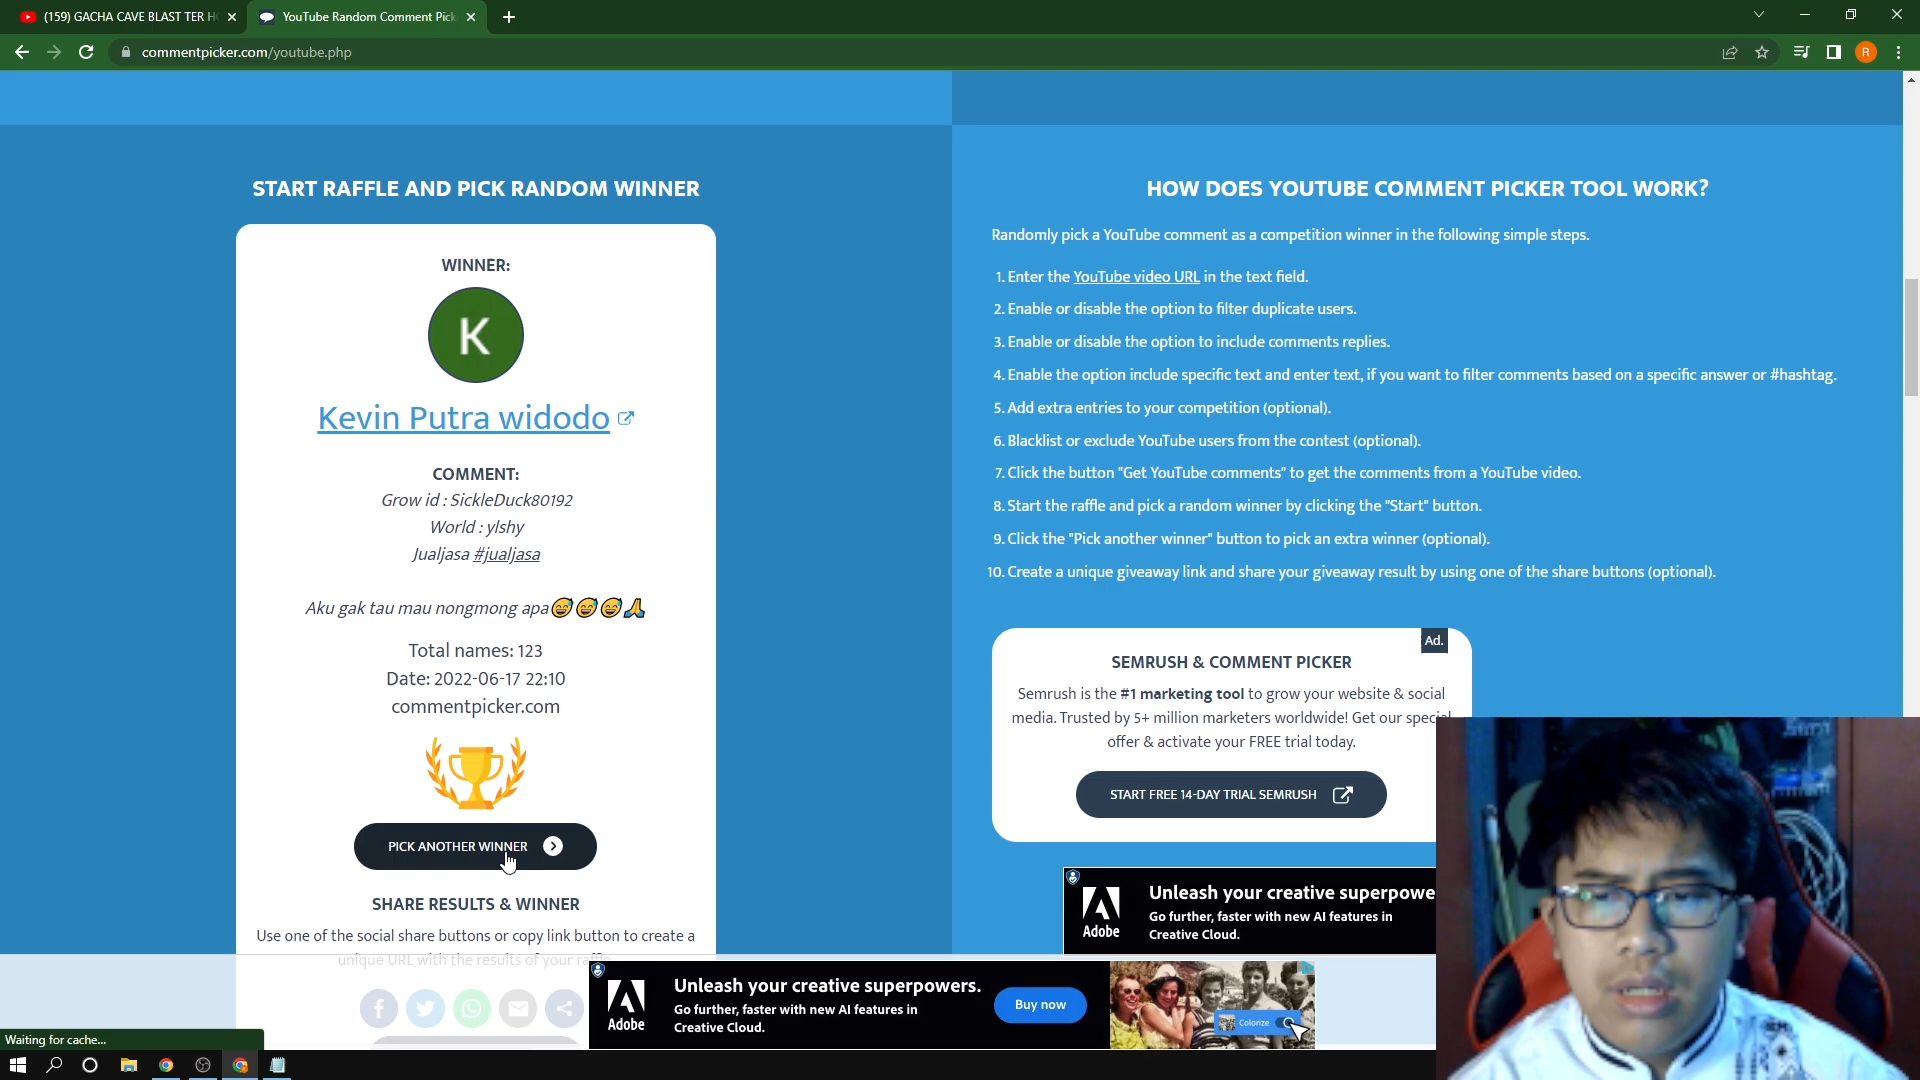 (159) GACHA CAVE BLAST TER H
YouTube Random Comment Pick
commentpicker.com/youtube.php
R
START RAFFLE AND PICK RANDOM WINNER
WINNER:
K
Kevin Putra widodo
COMMENT:
Grow id : SickleDuck80192
World : ylshy
Jualjasa #jualjasa
Aku gak tau mau nongmong apa😅😅😅🙏
Total names: 123
Date: 2022-06-17 22:10
commentpicker.com
PICK ANOTHER WINNER
SHARE RESULTS & WINNER
Use one of the social share buttons or copy link button to create a
unique URL with the results of your raffle
HOW DOES YOUTUBE COMMENT PICKER TOOL WORK?
Randomly pick a YouTube comment as a competition winner in the following simple steps.
1. Enter the YouTube video URL in the text field.
2. Enable or disable the option to filter duplicate users.
3. Enable or disable the option to include comments replies.
4. Enable the option include specific text and enter text, if you want to filter comments based on a specific answer or #hashtag.
5. Add extra entries to your competition (optional).
6. Blacklist or exclude YouTube users from the contest (optional).
7. Click the button "Get YouTube comments" to get the comments from a YouTube video.
8. Start the raffle and pick a random winner by clicking the "Start" button.
9. Click the "Pick another winner" button to pick an extra winner (optional).
10. Create a unique giveaway link and share your giveaway result by using one of the share buttons (optional).
Ad.
SEMRUSH & COMMENT PICKER
Semrush is the #1 marketing tool to grow your website & social
media. Trusted by 5+ million marketers worldwide! Get our special
offer & activate your FREE trial today.
START FREE 14-DAY TRIAL SEMRUSH
Adobe
Unleash your creative superpowe
Go further, faster with new AI features in
Creative Cloud.
Adobe
Unleash your creative superpowers.
Go further, faster with new AI features in
Creative Cloud.
Buy now
Colorize
Waiting for cache...